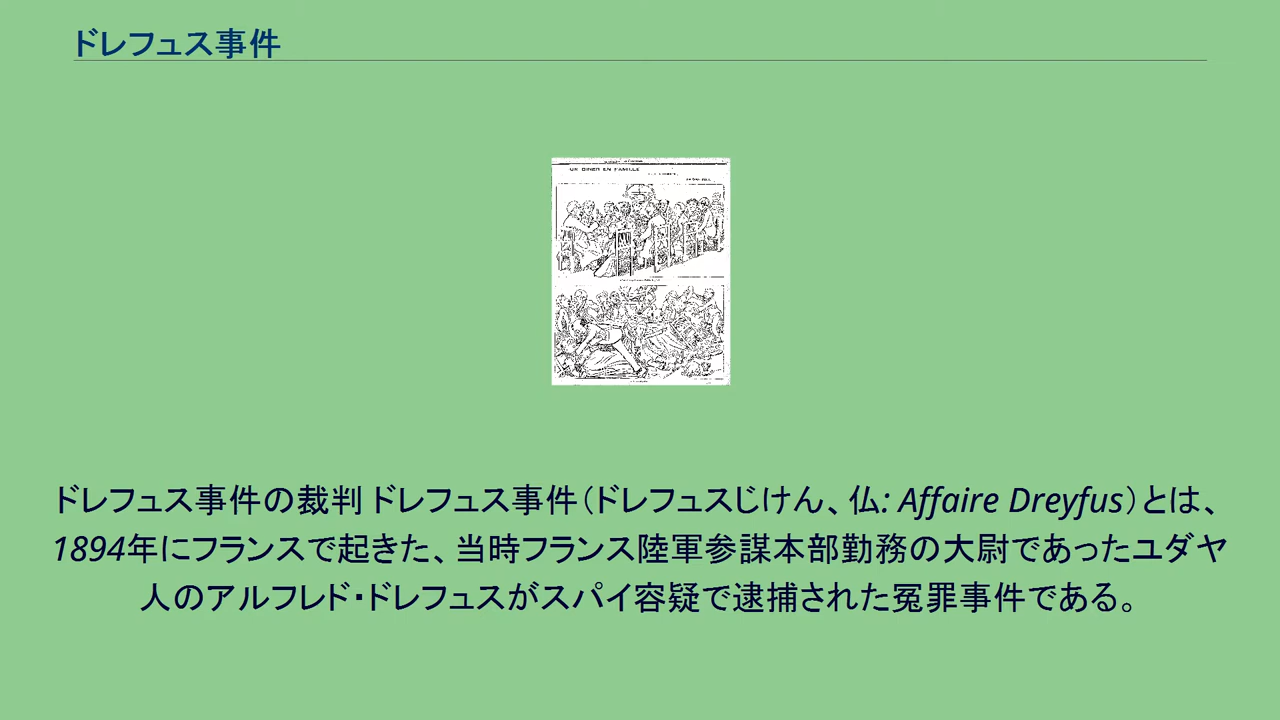 ドレフュス事件
UN DINER EN FAMILLE
ドレフュス事件の裁判 ドレフュス事件（ドレフュスじけん、仏: Affaire Dreyfus）とは、
1894年にフランスで起きた、当時フランス陸軍参謀本部勤務の大尉であったユダヤ
人のアルフレド・ドレフュスがスパイ容疑で逮捕された冤罪事件である。